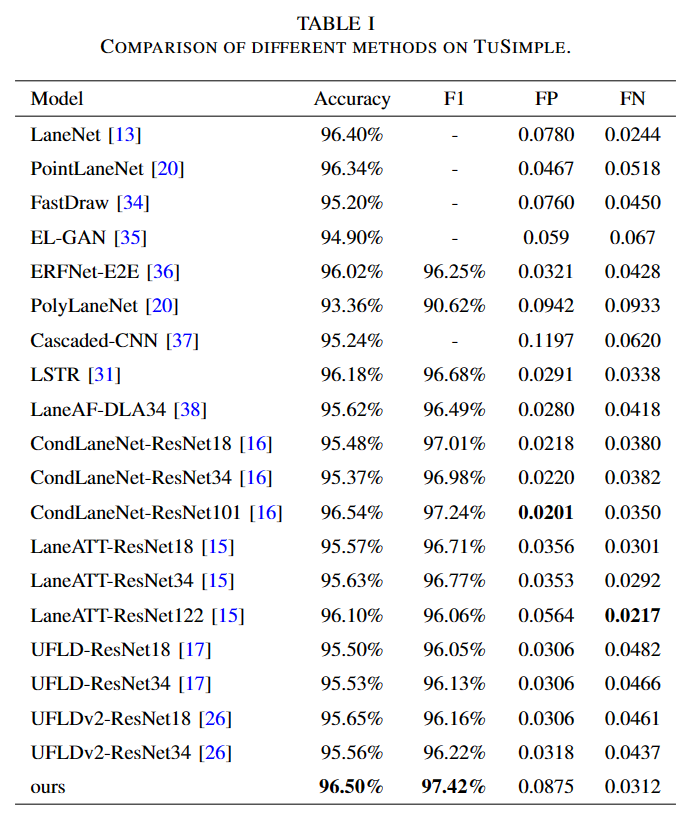 TABLE I
COMPARISON OF DIFFERENT METHODS ON TUSIMPLE.
Model Accuracy F1 FP FN
LaneNet [13] 96.40% - 0.0780 0.0244
PointLaneNet [20] 96.34% - 0.0467 0.0518
FastDraw [34] 95.20% - 0.0760 0.0450
EL-GAN [35] 94.90% - 0.059 0.067
ERFNet-E2E [36] 96.02% 96.25% 0.0321 0.0428
PolyLaneNet [20] 93.36% 90.62% 0.0942 0.0933
Cascaded-CNN [37] 95.24% - 0.1197 0.0620
LSTR [31] 96.18% 96.68% 0.0291 0.0338
LaneAF-DLA34 [38] 95.62% 96.49% 0.0280 0.0418
CondLaneNet-ResNet18 [16] 95.48% 97.01% 0.0218 0.0380
CondLaneNet-ResNet34 [16] 95.37% 96.98% 0.0220 0.0382
CondLaneNet-ResNet101 [16] 96.54% 97.24% 0.0201 0.0350
LaneATT-ResNet18 [15] 95.57% 96.71% 0.0356 0.0301
LaneATT-ResNet34 [15] 95.63% 96.77% 0.0353 0.0292
LaneATT-ResNet122 [15] 96.10% 96.06% 0.0564 0.0217
UFLD-ResNet18 [17] 95.50% 96.05% 0.0306 0.0482
UFLD-ResNet34 [17] 95.53% 96.13% 0.0306 0.0466
UFLDv2-ResNet18 [26] 95.65% 96.16% 0.0306 0.0461
UFLDv2-ResNet34 [26] 95.56% 96.22% 0.0318 0.0437
ours 96.50% 97.42% 0.0875 0.0312